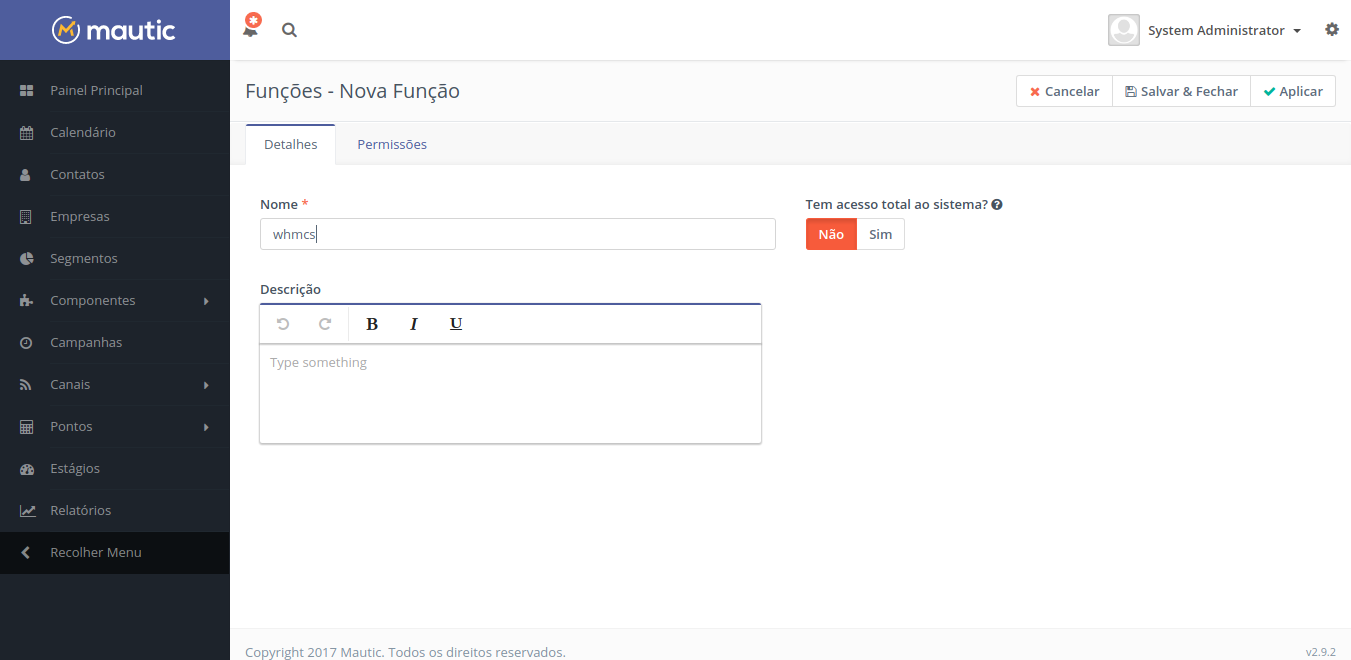 mautic
System Administrator
Painel Principal
Calendário
Contatos
Empresas
Segmentos
Componentes
Campanhas
Canais
Pontos
Estágios
Relatórios
Recolher Menu
Funções - Nova Função
Cancelar Salvar & Fechar Aplicar
Detalhes Permissões
Nome * Tem acesso total ao sistema?
whmcs Não Sim
Descrição
B I U
Type something
Copyright 2017 Mautic. Todos os direitos reservados. v2.9.2